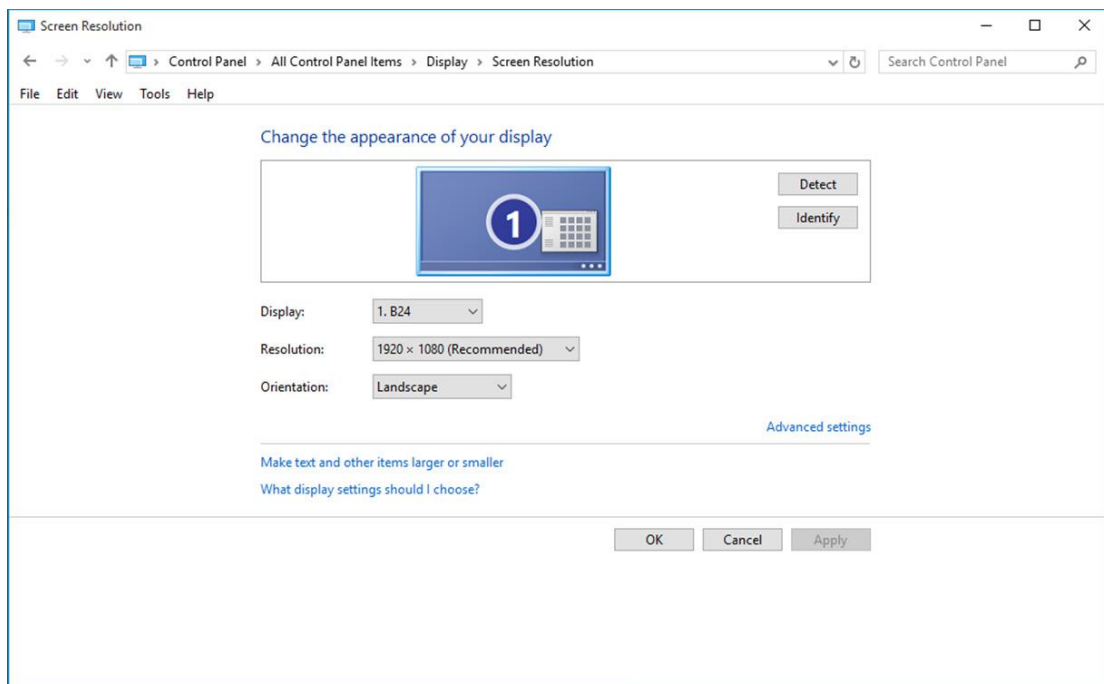 Screen Resolution
Control Panel > All Control Panel Items > Display > Screen Resolution
Search Control Panel
File Edit View Tools Help
Change the appearance of your display
1
Detect
Identify
Display: 1. B24
Resolution: 1920 × 1080 (Recommended)
Orientation: Landscape
Advanced settings
Make text and other items larger or smaller
What display settings should I choose?
OK Cancel Apply